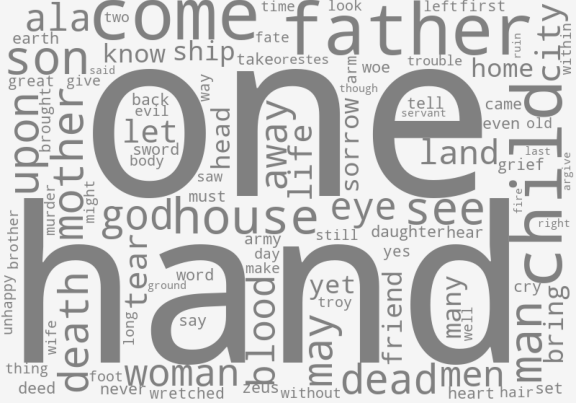 two
time
look
left
first
ala
come
father
city
earth
fate
ruin
within
son
know
ship
take
orestes
woe
arm
trouble
home
great
give
said
though
upon
brought
mother
one
back
evil
let
sword
body
way
head
saw
must
away
life
sorrow
tell
servant
came
even
old
land
last
grief
child
argive
fire
right
murder
might
god
house
eye
see
daughter
hear
brother
unhappy
hand
army
day
make
still
yes
tear
word
ground
say
long
death
wife
blood
yet
troy
may
friend
many
well
man
cry
bring
thing
deed
foot
never
woman
wretched
zeus
without
dead
men
heart
hair
set